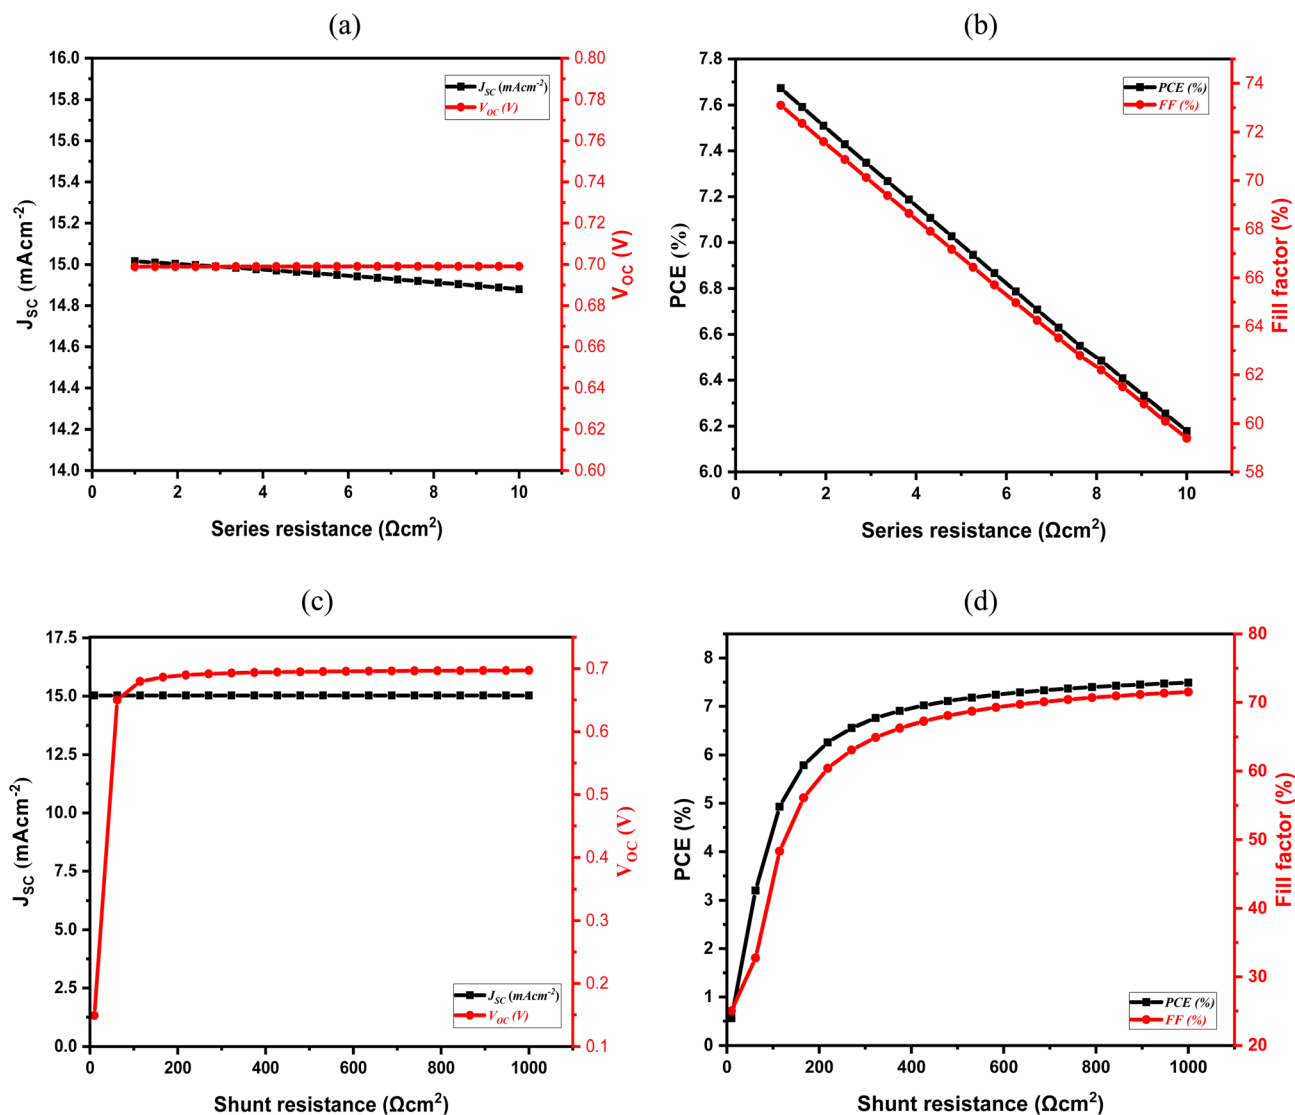 (a)
16.0
15.8
15.6
15.4
15.2
15.0
14.8
14.6
14.4
14.2
14.0
J_SC (mAcm⁻²)
0.80
0.78
0.76
0.74
0.72
0.70
0.68
0.66
0.64
0.62
0.60
V_OC (V)
J_SC (mAcm⁻²)
V_OC (V)
0 2 4 6 8 10
Series resistance (Ωcm²)
(b)
7.8
7.6
7.4
7.2
7.0
6.8
6.6
6.4
6.2
6.0
PCE (%)
74
72
70
68
66
64
62
60
58
Fill factor (%)
PCE (%)
FF (%)
0 2 4 6 8 10
Series resistance (Ωcm²)
(c)
17.5
15.0
12.5
10.0
7.5
5.0
2.5
0.0
J_SC (mAcm⁻²)
0.7
0.6
0.5
0.4
0.3
0.2
0.1
V_OC (V)
J_SC (mAcm⁻²)
V_OC (V)
0 200 400 600 800 1000
Shunt resistance (Ωcm²)
(d)
8
7
6
5
4
3
2
1
0
PCE (%)
80
70
60
50
40
30
20
Fill factor (%)
PCE (%)
FF (%)
0 200 400 600 800 1000
Shunt resistance (Ωcm²)